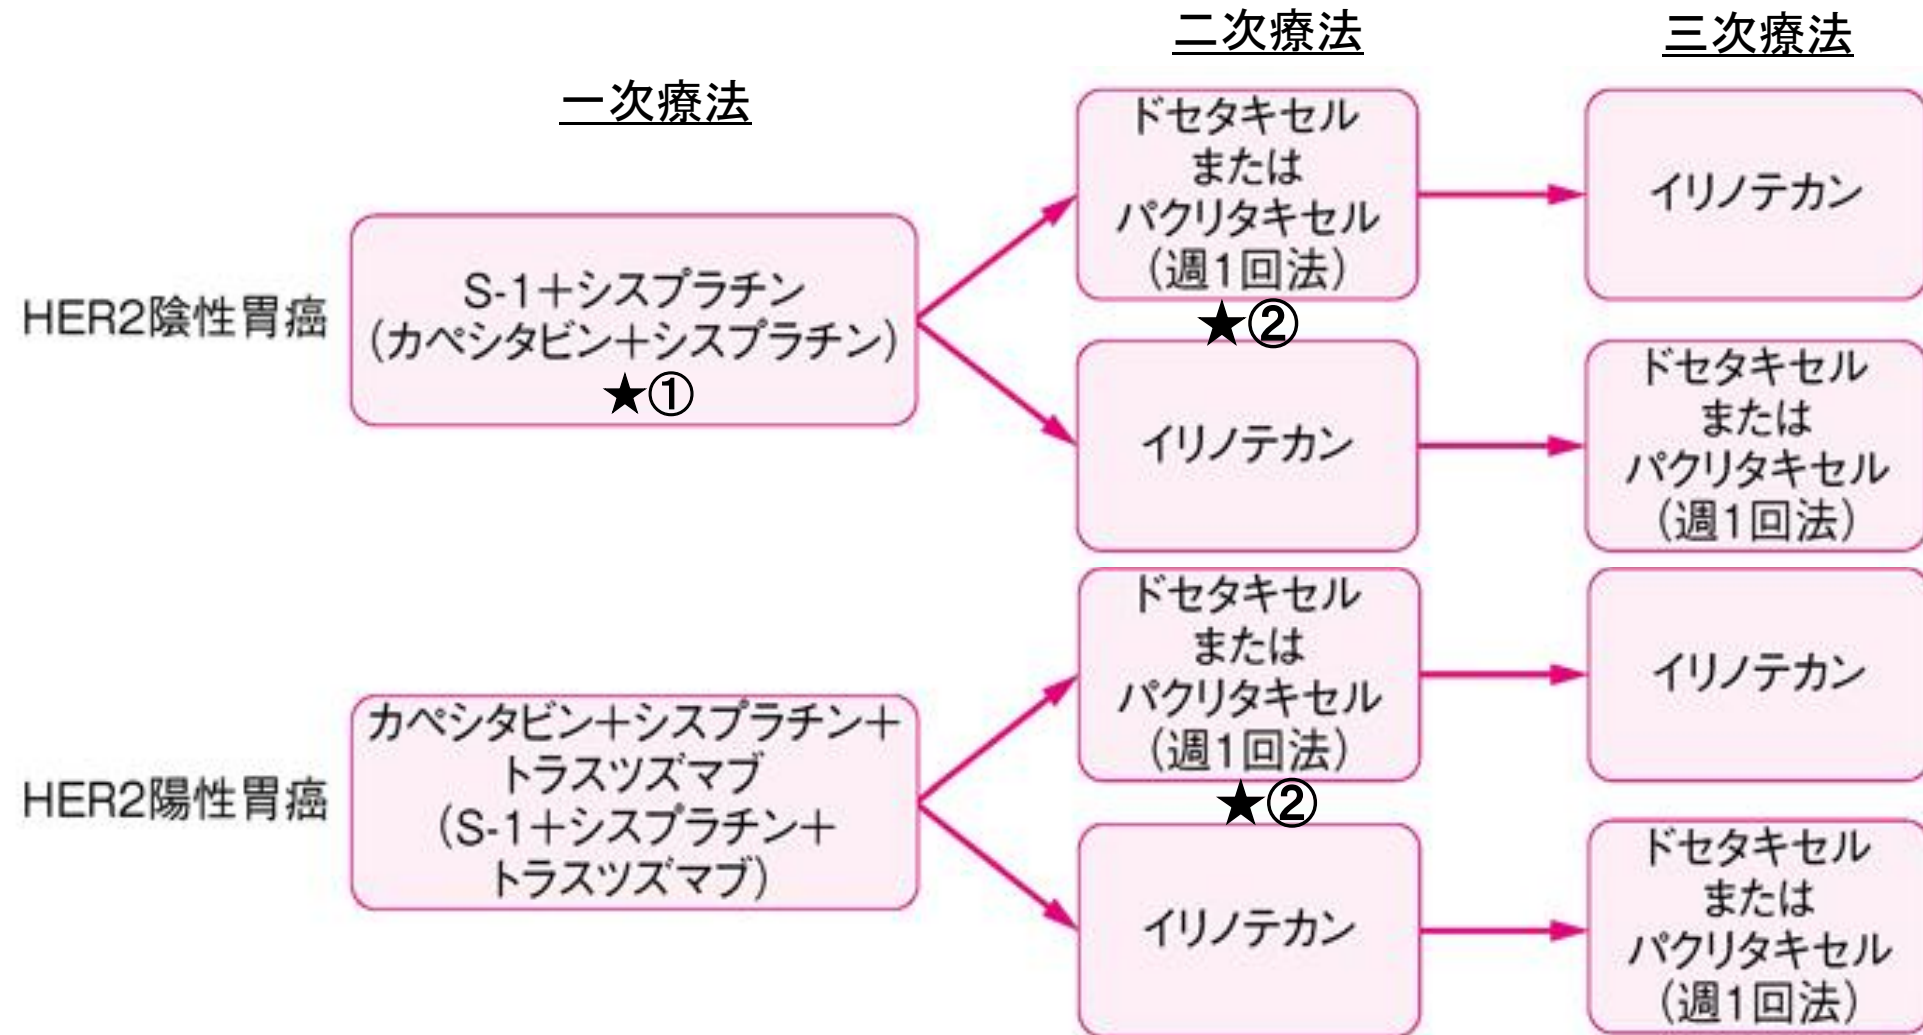 一次療法
二次療法
三次療法
HER2陰性胃癌
S-1＋シスプラチン
（カペシタビン＋シスプラチン）
★①
ドセタキセル
または
パクリタキセル
（週1回法）
★②
イリノテカン
イリノテカン
ドセタキセル
または
パクリタキセル
（週1回法）
HER2陽性胃癌
カペシタビン＋シスプラチン＋
トラスツズマブ
（S-1＋シスプラチン＋
トラスツズマブ）
ドセタキセル
または
パクリタキセル
（週1回法）
★②
イリノテカン
イリノテカン
ドセタキセル
または
パクリタキセル
（週1回法）